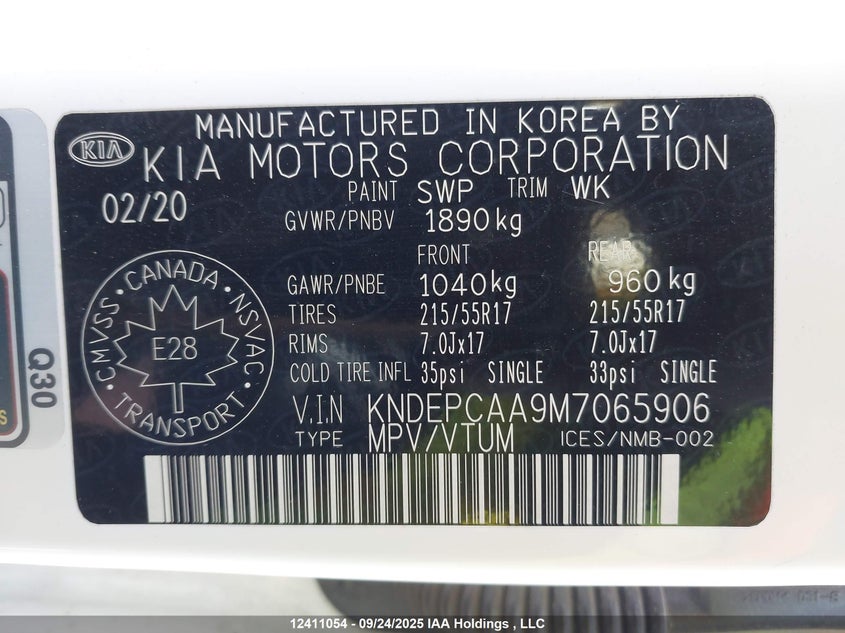 MANUFACTURED IN KOREA BY
KIA KIA MOTORS CORPORATION
02/20 PAINT SWP TRIM WK
GVWR/PNBV 1890kg
FRONT REAR
GAWR/PNBE 1040kg 960kg
TIRES 215/55R17 215/55R17
RIMS 7.0Jx17 7.0Jx17
COLD TIRE INFL 35psi SINGLE 33psi SINGLE
V.I.N KNDEPCAA9M7065906
TYPE MPV/VTUM ICES/NMB-002
CMVSS · CANADA · NSVAC · TRANSPORT ·
E28
Q30
12411054 - 09/24/2025 IAA Holdings , LLC